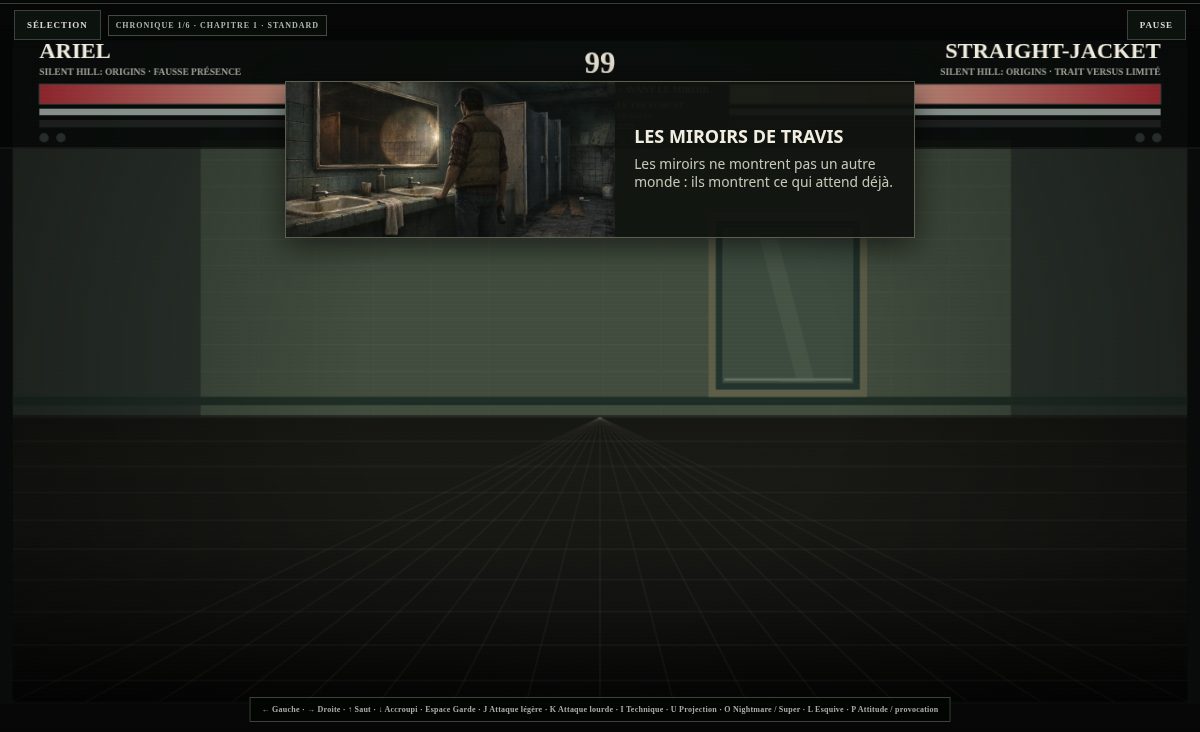 SÉLECTION
CHRONIQUE 1/6 · CHAPITRE 1 · STANDARD
PAUSE
ARIEL
SILENT HILL: ORIGINS · FAUSSE PRÉSENCE
99
STRAIGHT-JACKET
SILENT HILL: ORIGINS · TRAIT VERSUS LIMITÉ
LES MIROIRS DE TRAVIS
Les miroirs ne montrent pas un autre
monde : ils montrent ce qui attend déjà.
← Gauche · → Droite · ↑ Saut · ↓ Accroupi · Espace Garde · J Attaque légère · K Attaque lourde · I Technique · U Projection · O Nightmare / Super · L Esquive · P Attitude / provocation